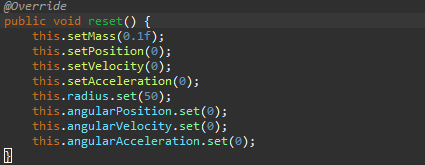 @Override
public void reset() {
    this.setMass(0.1f);
    this.setPosition(0);
    this.setVelocity(0);
    this.setAcceleration(0);
    this.radius.set(50);
    this.angularPosition.set(0);
    this.angularVelocity.set(0);
    this.angularAcceleration.set(0);
}